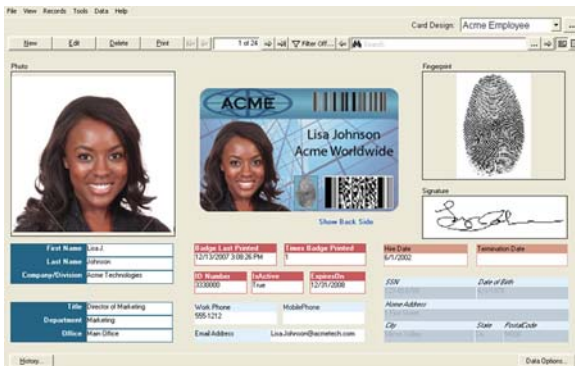 File View Records Tools Data Help
Card Design: Acme Employee
New Edit Delete Print 1 of 24 Filter Off... Search
Photo
Fingerprint
ACME
Lisa Johnson
Acme Worldwide
Show Back Side
Signature
First Name Lisa J.
Last Name Johnson
Company/Division Acme Technologies
Badge Last Printed Times Badge Printed
12/13/2007 3:08:26 PM 1
Hire Date Termination Date
6/1/2002
ID Number InActive ExpiresOn
3330000 True 12/31/2008
SSN Date of Birth
Title Director of Marketing
Department Marketing
Office Main Office
Work Phone MobilePhone
555-1212
Home Address
Email Address Lisa.Johnson@acmetech.com
City State PostalCode
History... Data Options...